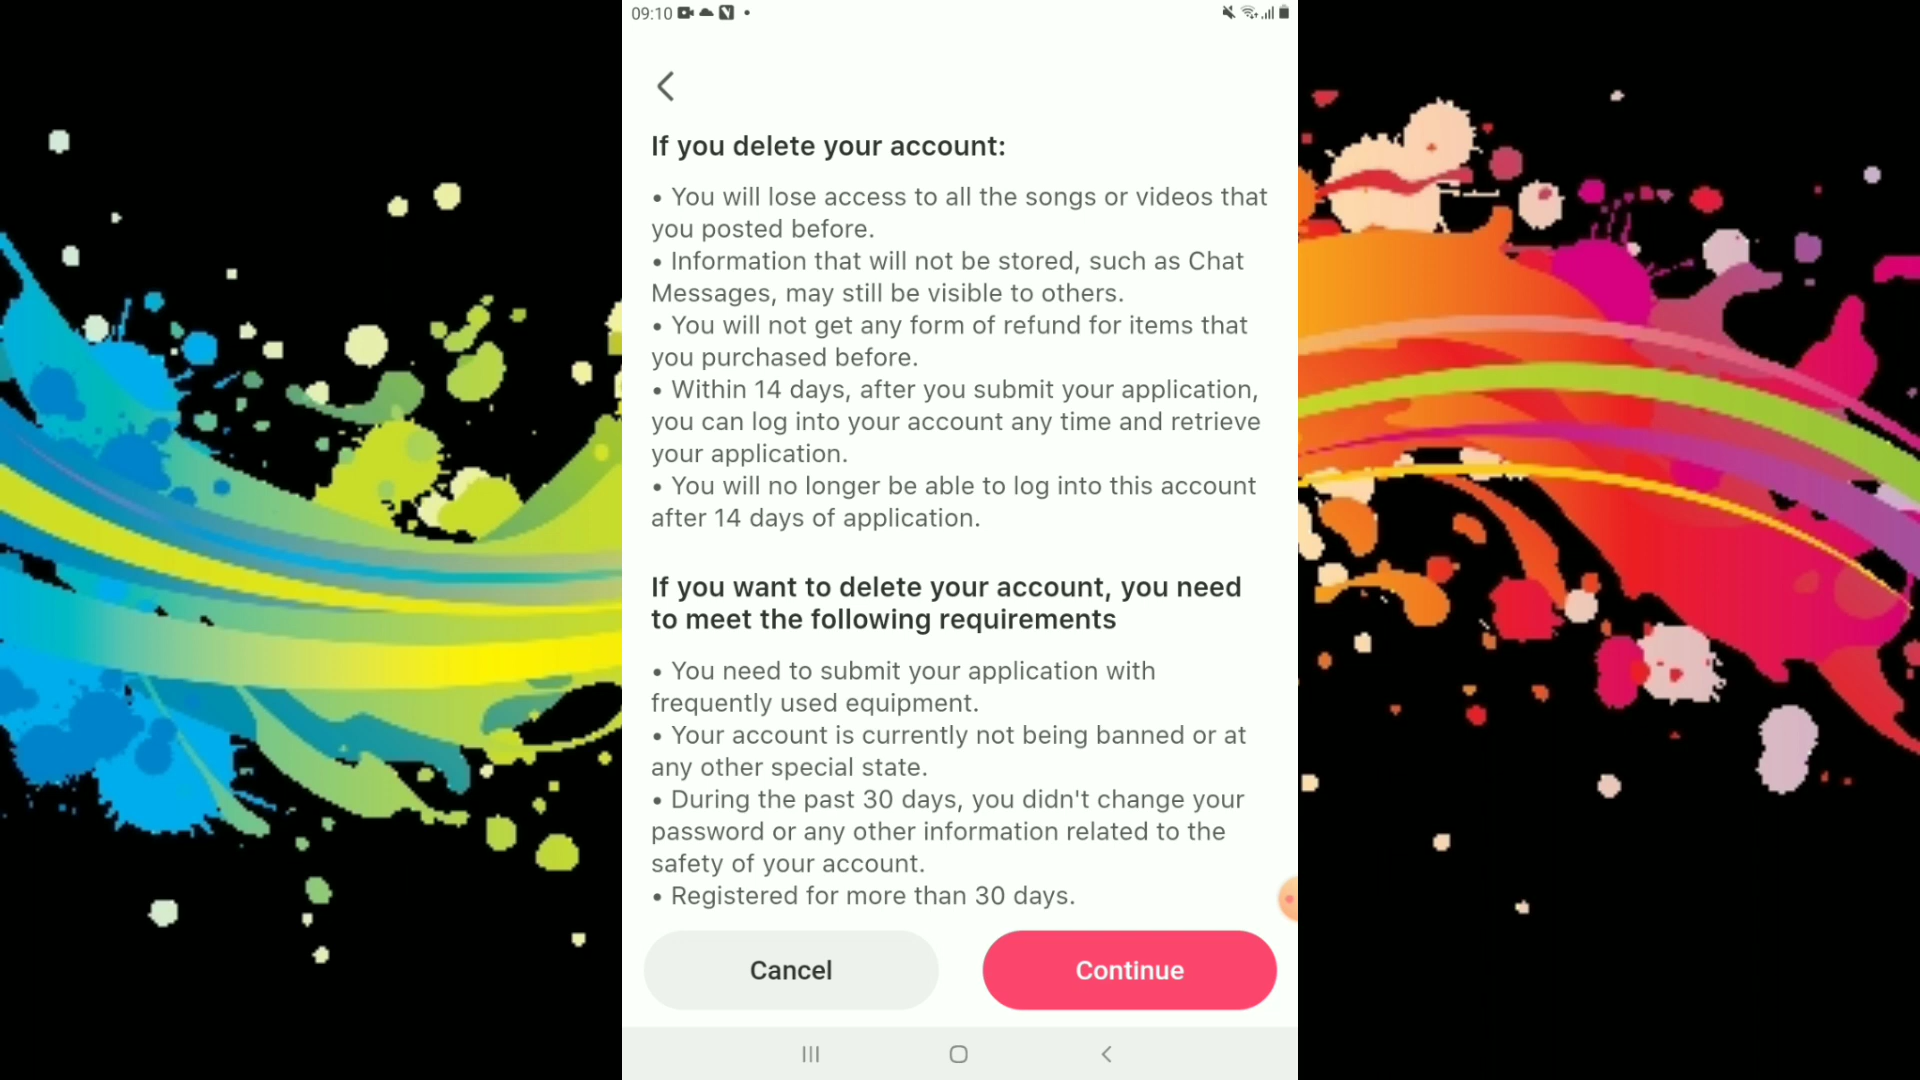 09:10
If you delete your account:
• You will lose access to all the songs or videos that
you posted before.
• Information that will not be stored, such as Chat
Messages, may still be visible to others.
• You will not get any form of refund for items that
you purchased before.
• Within 14 days, after you submit your application,
you can log into your account any time and retrieve
your application.
• You will no longer be able to log into this account
after 14 days of application.
If you want to delete your account, you need
to meet the following requirements
• You need to submit your application with
frequently used equipment.
• Your account is currently not being banned or at
any other special state.
• During the past 30 days, you didn't change your
password or any other information related to the
safety of your account.
• Registered for more than 30 days.
Cancel
Continue